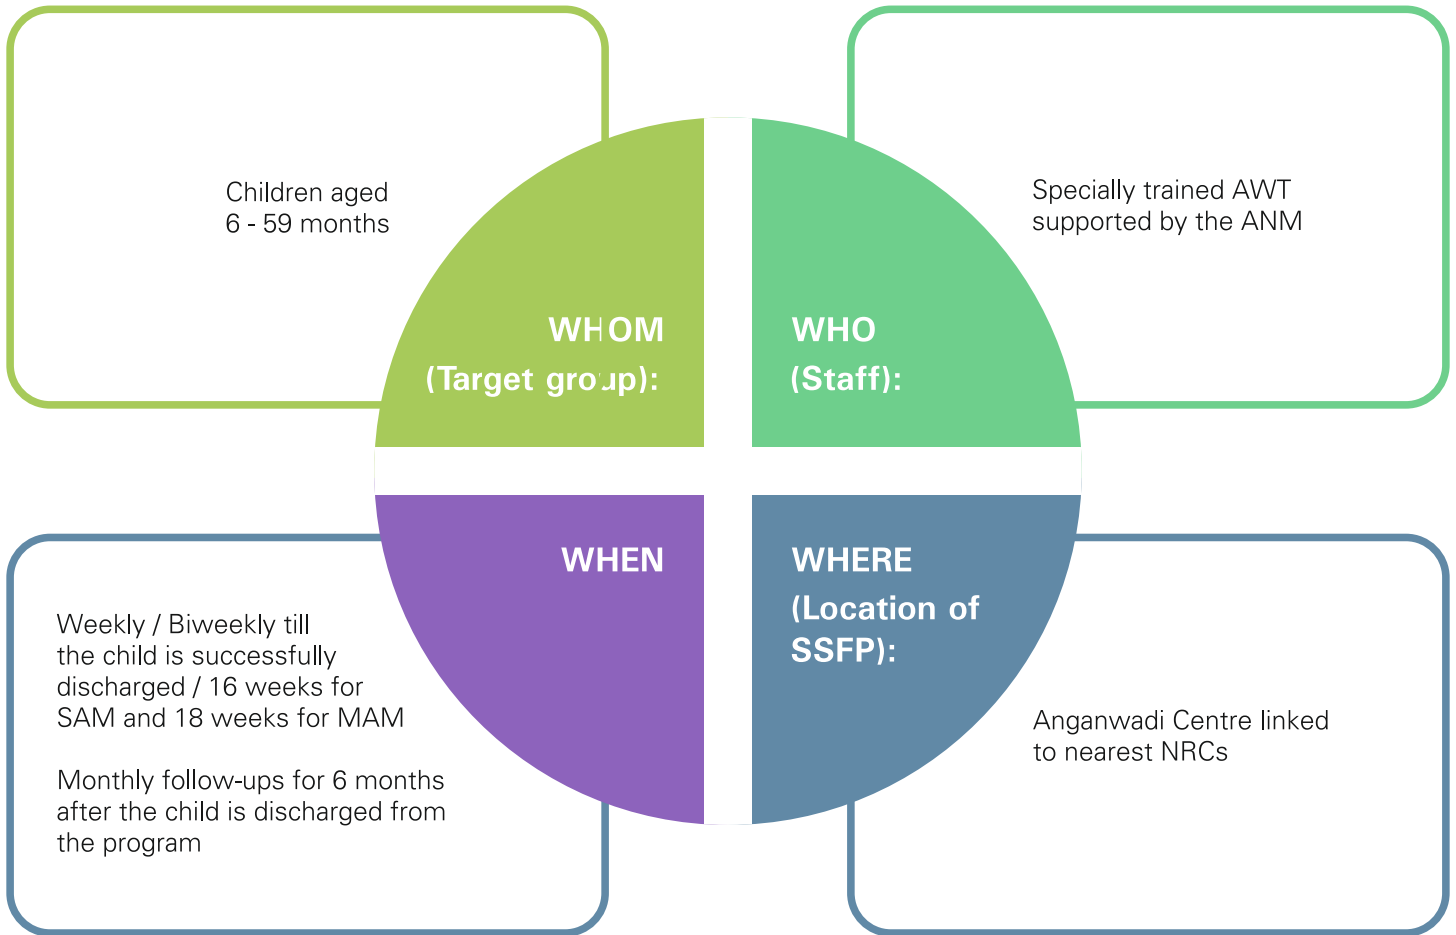 Children aged
6 - 59 months
WHOM
(Target group):
Specially trained AWT
supported by the ANM
WHO
(Staff):
WHEN
Weekly / Biweekly till
the child is successfully
discharged / 16 weeks for
SAM and 18 weeks for MAM
Monthly follow-ups for 6 months
after the child is discharged from
the program
WHERE
(Location of
SSFP):
Anganwadi Centre linked
to nearest NRCs